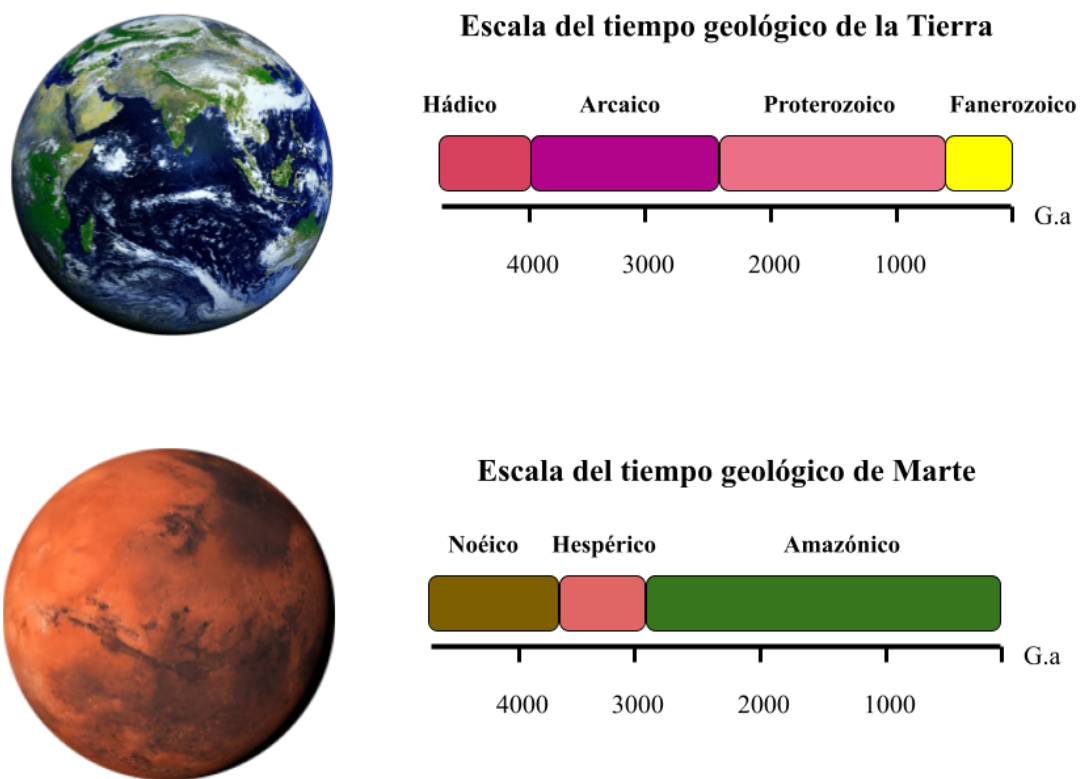 Escala del tiempo geológico de la Tierra
Hádico Arcaico Proterozoico Fanerozoico
G.a
4000 3000 2000 1000
Escala del tiempo geológico de Marte
Noéico Hespérico Amazónico
G.a
4000 3000 2000 1000